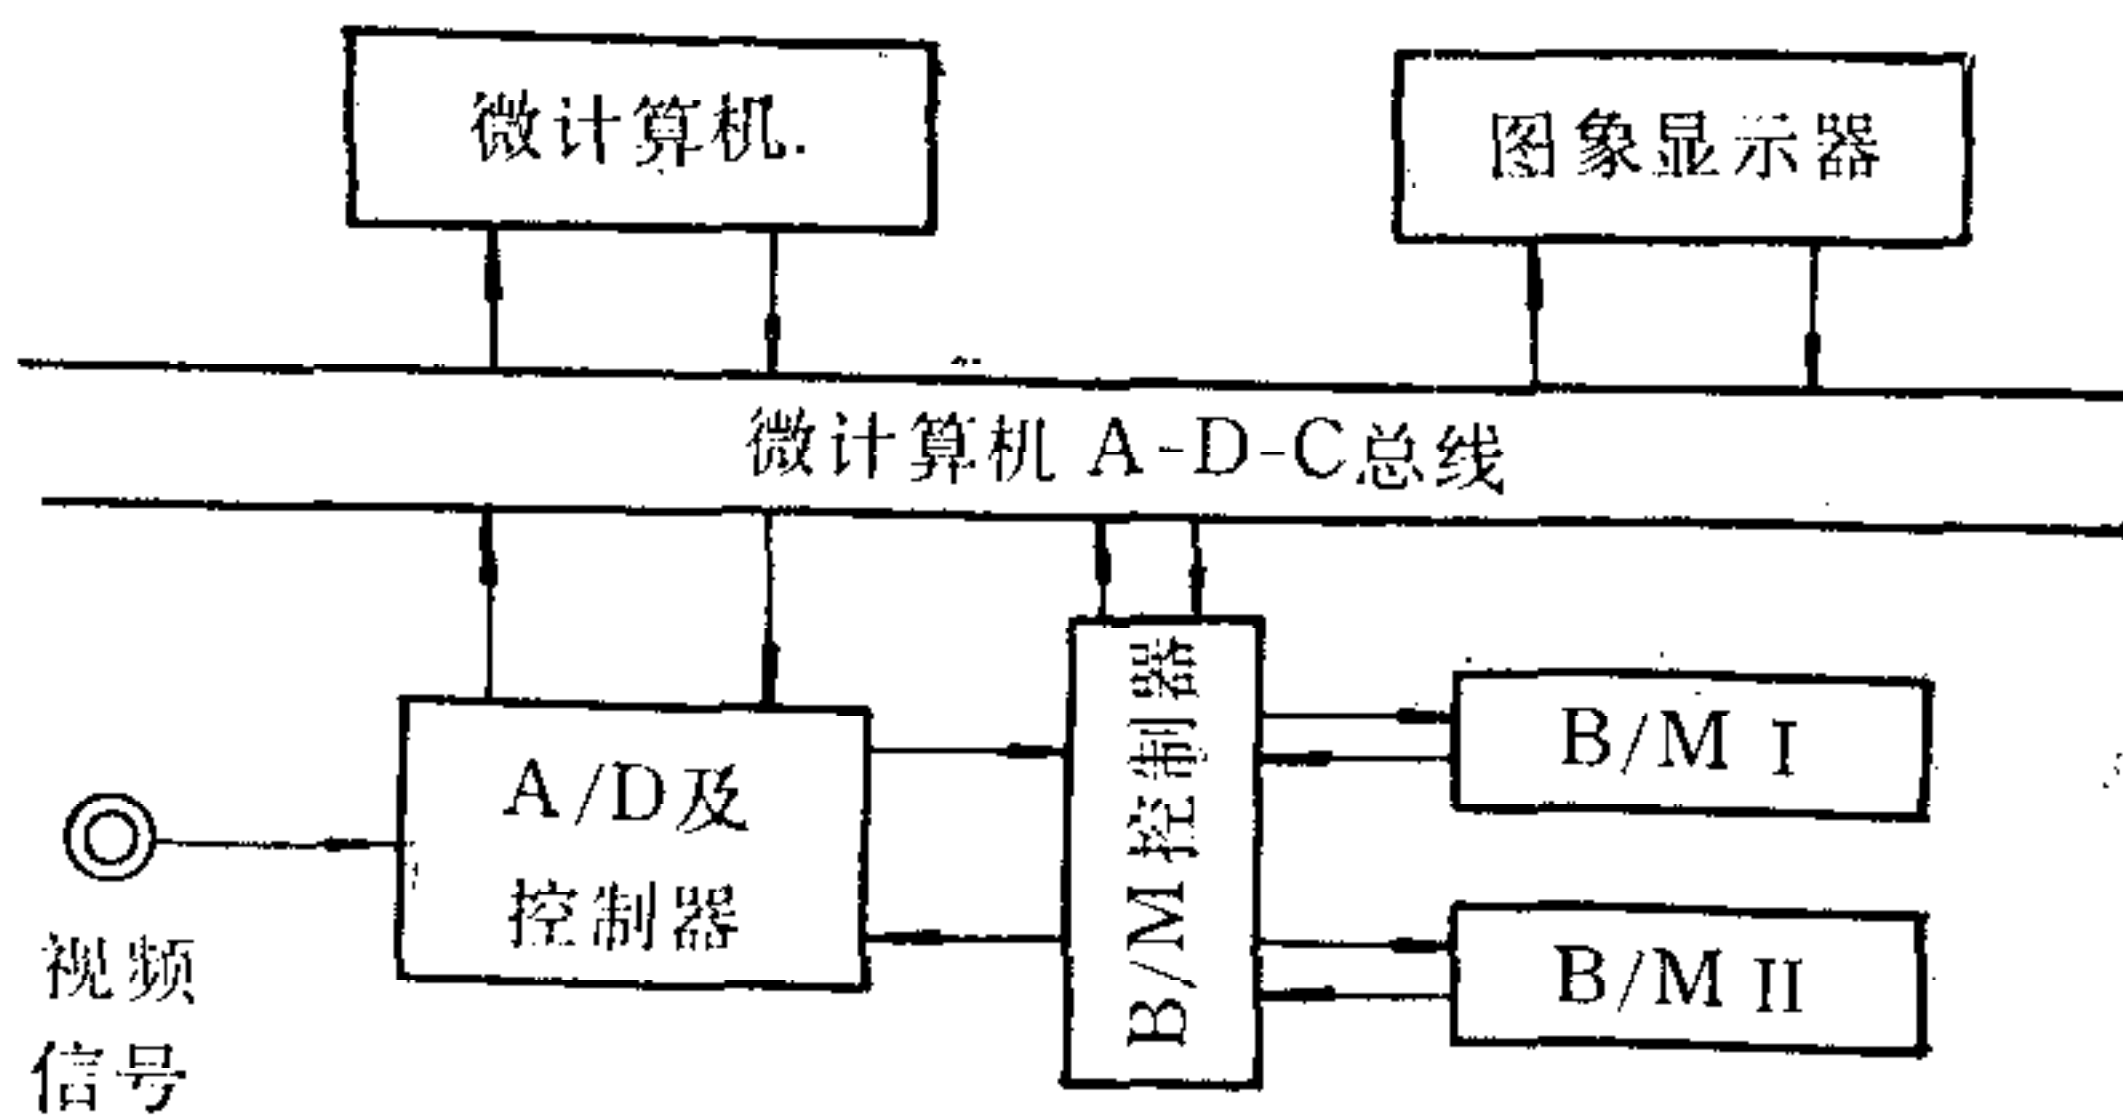 微计算机
图象显示器
微计算机 A-D-C总线
A/D及
控制器
B/M控制器
B/M I
B/M II
视频
信号